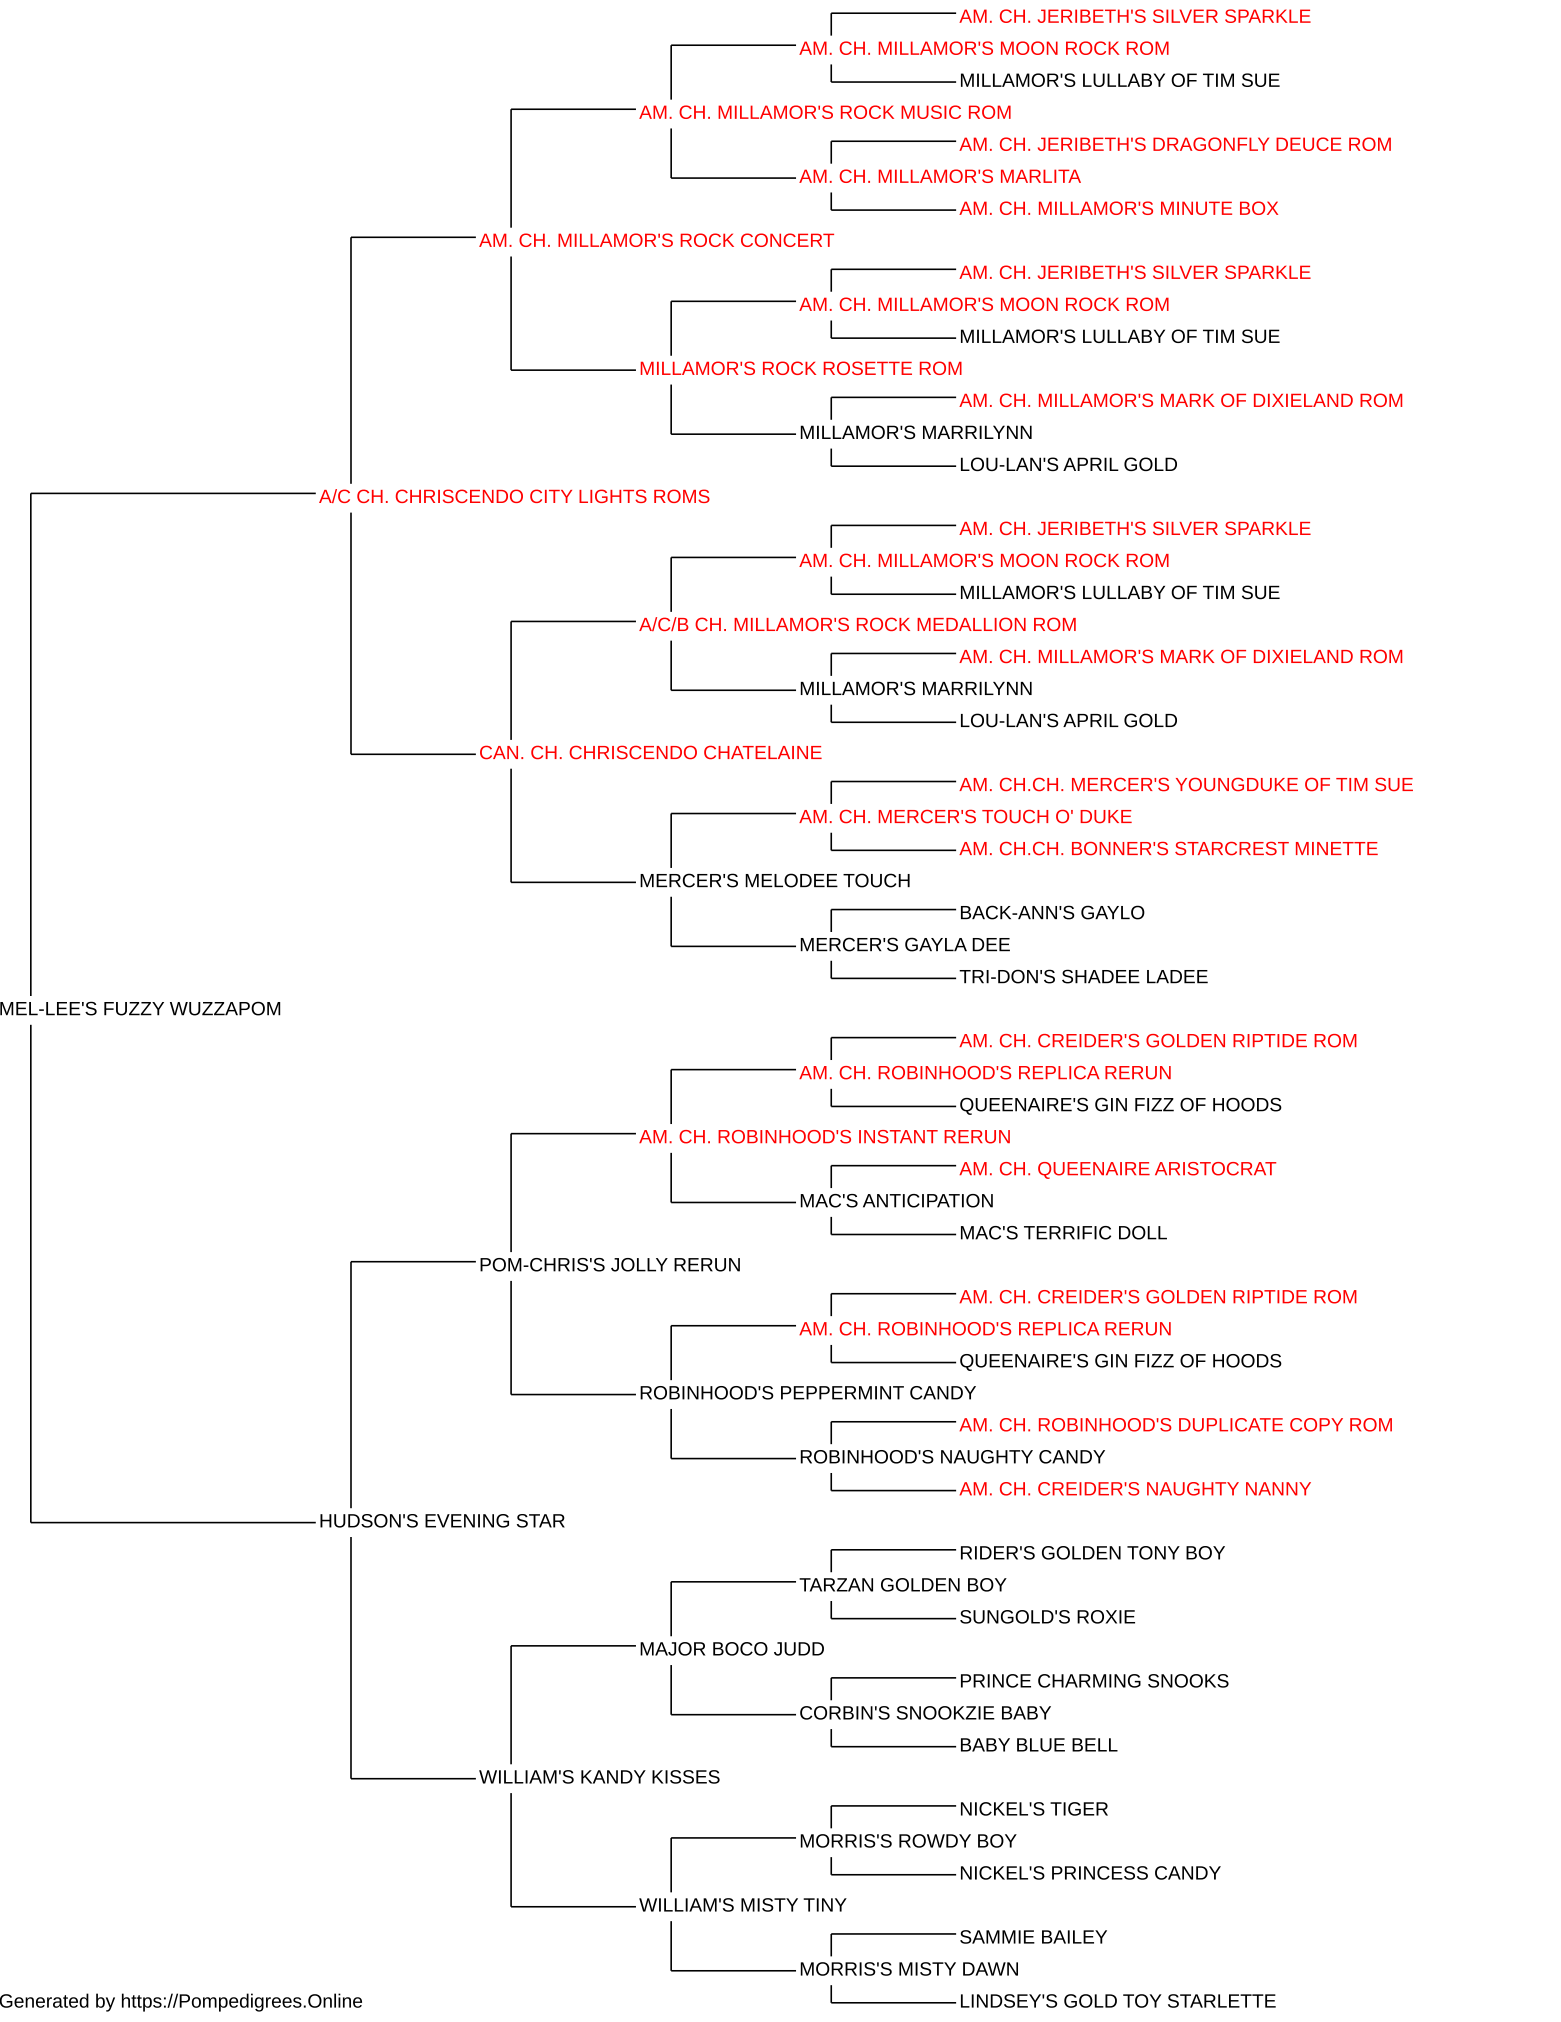 AM. CH. JERIBETH'S SILVER SPARKLE
AM. CH. MILLAMOR'S MOON ROCK ROM
MILLAMOR'S LULLABY OF TIM SUE
AM. CH. MILLAMOR'S ROCK MUSIC ROM
AM. CH. JERIBETH'S DRAGONFLY DEUCE ROM
AM. CH. MILLAMOR'S MARLITA
AM. CH. MILLAMOR'S MINUTE BOX
AM. CH. MILLAMOR'S ROCK CONCERT
AM. CH. JERIBETH'S SILVER SPARKLE
AM. CH. MILLAMOR'S MOON ROCK ROM
MILLAMOR'S LULLABY OF TIM SUE
MILLAMOR'S ROCK ROSETTE ROM
AM. CH. MILLAMOR'S MARK OF DIXIELAND ROM
MILLAMOR'S MARRILYNN
LOU-LAN'S APRIL GOLD
A/C CH. CHRISCENDO CITY LIGHTS ROMS
AM. CH. JERIBETH'S SILVER SPARKLE
AM. CH. MILLAMOR'S MOON ROCK ROM
MILLAMOR'S LULLABY OF TIM SUE
A/C/B CH. MILLAMOR'S ROCK MEDALLION ROM
AM. CH. MILLAMOR'S MARK OF DIXIELAND ROM
MILLAMOR'S MARRILYNN
LOU-LAN'S APRIL GOLD
CAN. CH. CHRISCENDO CHATELAINE
AM. CH.CH. MERCER'S YOUNGDUKE OF TIM SUE
AM. CH. MERCER'S TOUCH O' DUKE
AM. CH.CH. BONNER'S STARCREST MINETTE
MERCER'S MELODEE TOUCH
BACK-ANN'S GAYLO
MERCER'S GAYLA DEE
TRI-DON'S SHADEE LADEE
MEL-LEE'S FUZZY WUZZAPOM
AM. CH. CREIDER'S GOLDEN RIPTIDE ROM
AM. CH. ROBINHOOD'S REPLICA RERUN
QUEENAIRE'S GIN FIZZ OF HOODS
AM. CH. ROBINHOOD'S INSTANT RERUN
AM. CH. QUEENAIRE ARISTOCRAT
MAC'S ANTICIPATION
MAC'S TERRIFIC DOLL
POM-CHRIS'S JOLLY RERUN
AM. CH. CREIDER'S GOLDEN RIPTIDE ROM
AM. CH. ROBINHOOD'S REPLICA RERUN
QUEENAIRE'S GIN FIZZ OF HOODS
ROBINHOOD'S PEPPERMINT CANDY
AM. CH. ROBINHOOD'S DUPLICATE COPY ROM
ROBINHOOD'S NAUGHTY CANDY
AM. CH. CREIDER'S NAUGHTY NANNY
HUDSON'S EVENING STAR
RIDER'S GOLDEN TONY BOY
TARZAN GOLDEN BOY
SUNGOLD'S ROXIE
MAJOR BOCO JUDD
PRINCE CHARMING SNOOKS
CORBIN'S SNOOKZIE BABY
BABY BLUE BELL
WILLIAM'S KANDY KISSES
NICKEL'S TIGER
MORRIS'S ROWDY BOY
NICKEL'S PRINCESS CANDY
WILLIAM'S MISTY TINY
SAMMIE BAILEY
MORRIS'S MISTY DAWN
LINDSEY'S GOLD TOY STARLETTE
Generated by https://Pompedigrees.Online